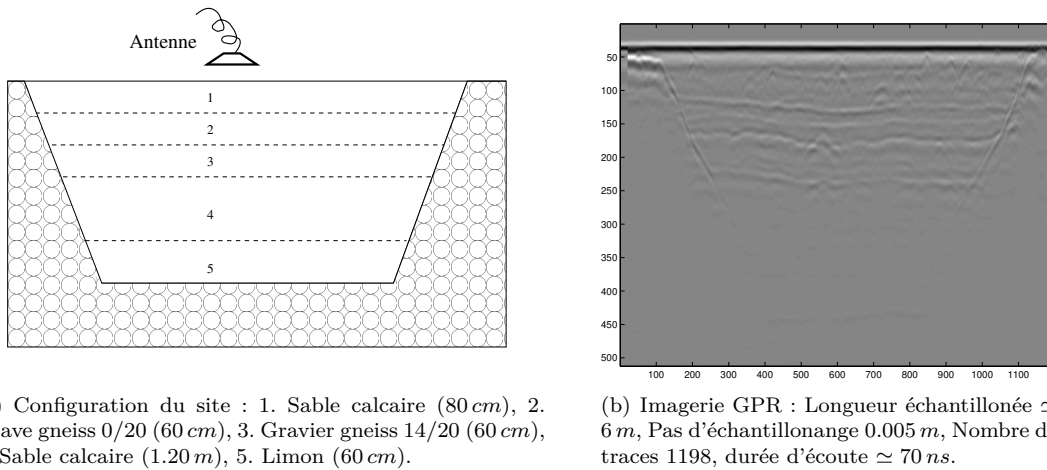 Antenne
1
2
3
4
5
50
100
150
200
250
300
350
400
450
500
100 200 300 400 500 600 700 800 900 1000 1100
) Configuration du site : 1. Sable calcaire (80 cm), 2.
ave gneiss 0/20 (60 cm), 3. Gravier gneiss 14/20 (60 cm),
Sable calcaire (1.20 m), 5. Limon (60 cm).
(b) Imagerie GPR : Longueur échantillonée ≃
6 m, Pas d'échantillonange 0.005 m, Nombre d
traces 1198, durée d'écoute ≃ 70 ns.